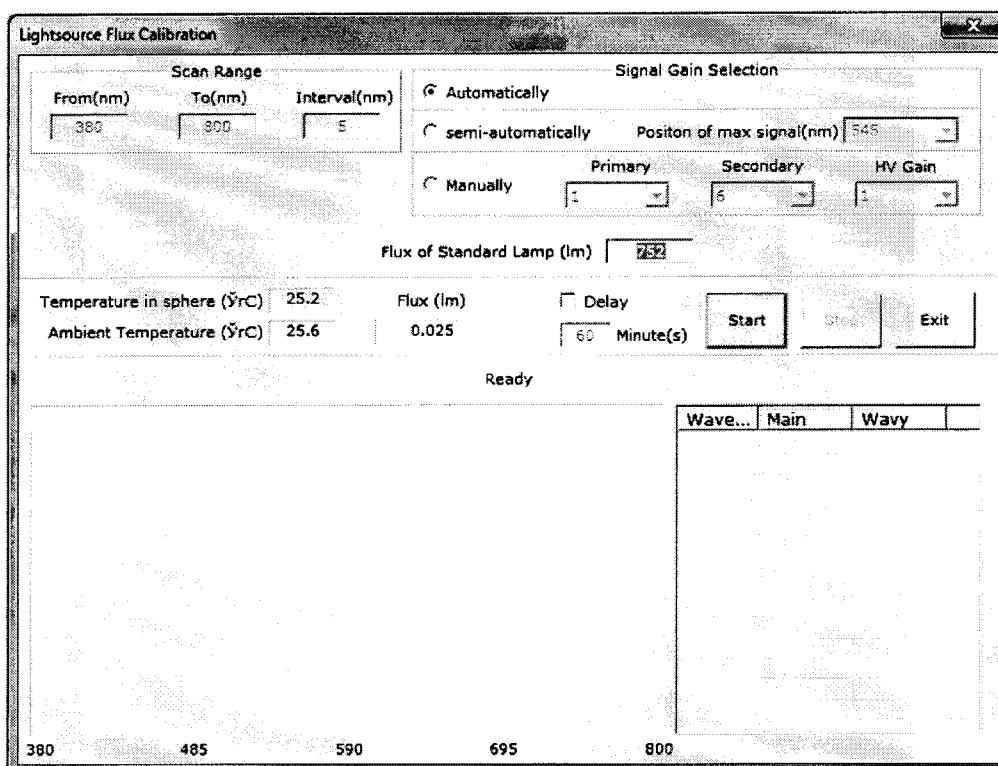 Lightsource Flux Calibration
Scan Range
From(nm) To(nm) Interval(nm)
380 800 5
Signal Gain Selection
Automatically
semi-automatically Positon of max signal(nm) 545
Manually Primary Secondary HV Gain
1 6 1
Flux of Standard Lamp (lm) 752
Temperature in sphere (ўrC) 25.2 Flux (lm) Delay
Ambient Temperature (ўrC) 25.6 0.025 60 Minute(s) Start Stop Exit
Ready
Wave... Main Wavy
380 485 590 695 800